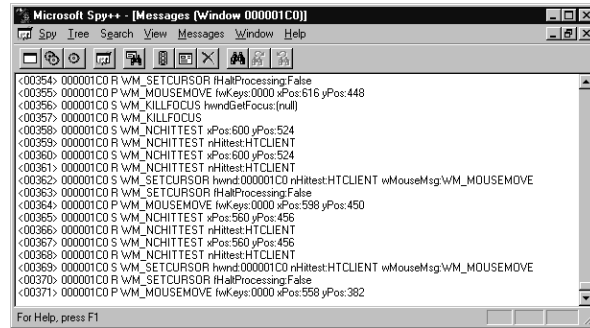 Microsoft Spy++ - [Messages (Window 000001C0)]
Spy Tree Search View Messages Window Help
<00354> 000001C0 R WM_SETCURSOR fHaltProcessing:False
<00355> 000001C0 P WM_MOUSEMOVE fwKeys:0000 xPos:616 yPos:448
<00356> 000001C0 S WM_KILLFOCUS hwndGetFocus:(null)
<00357> 000001C0 R WM_KILLFOCUS
<00358> 000001C0 S WM_NCHITTEST xPos:600 yPos:524
<00359> 000001C0 R WM_NCHITTEST nHittest:HTCLIENT
<00360> 000001C0 S WM_NCHITTEST xPos:600 yPos:524
<00361> 000001C0 R WM_NCHITTEST nHittest:HTCLIENT
<00362> 000001C0 S WM_SETCURSOR hwnd:000001C0 nHittest:HTCLIENT wMouseMsg:WM_MOUSEMOVE
<00363> 000001C0 R WM_SETCURSOR fHaltProcessing:False
<00364> 000001C0 P WM_MOUSEMOVE fwKeys:0000 xPos:598 yPos:450
<00365> 000001C0 S WM_NCHITTEST xPos:560 yPos:456
<00366> 000001C0 R WM_NCHITTEST nHittest:HTCLIENT
<00367> 000001C0 S WM_NCHITTEST xPos:560 yPos:456
<00368> 000001C0 R WM_NCHITTEST nHittest:HTCLIENT
<00369> 000001C0 S WM_SETCURSOR hwnd:000001C0 nHittest:HTCLIENT wMouseMsg:WM_MOUSEMOVE
<00370> 000001C0 R WM_SETCURSOR fHaltProcessing:False
<00371> 000001C0 P WM_MOUSEMOVE fwKeys:0000 xPos:558 yPos:382
For Help, press F1